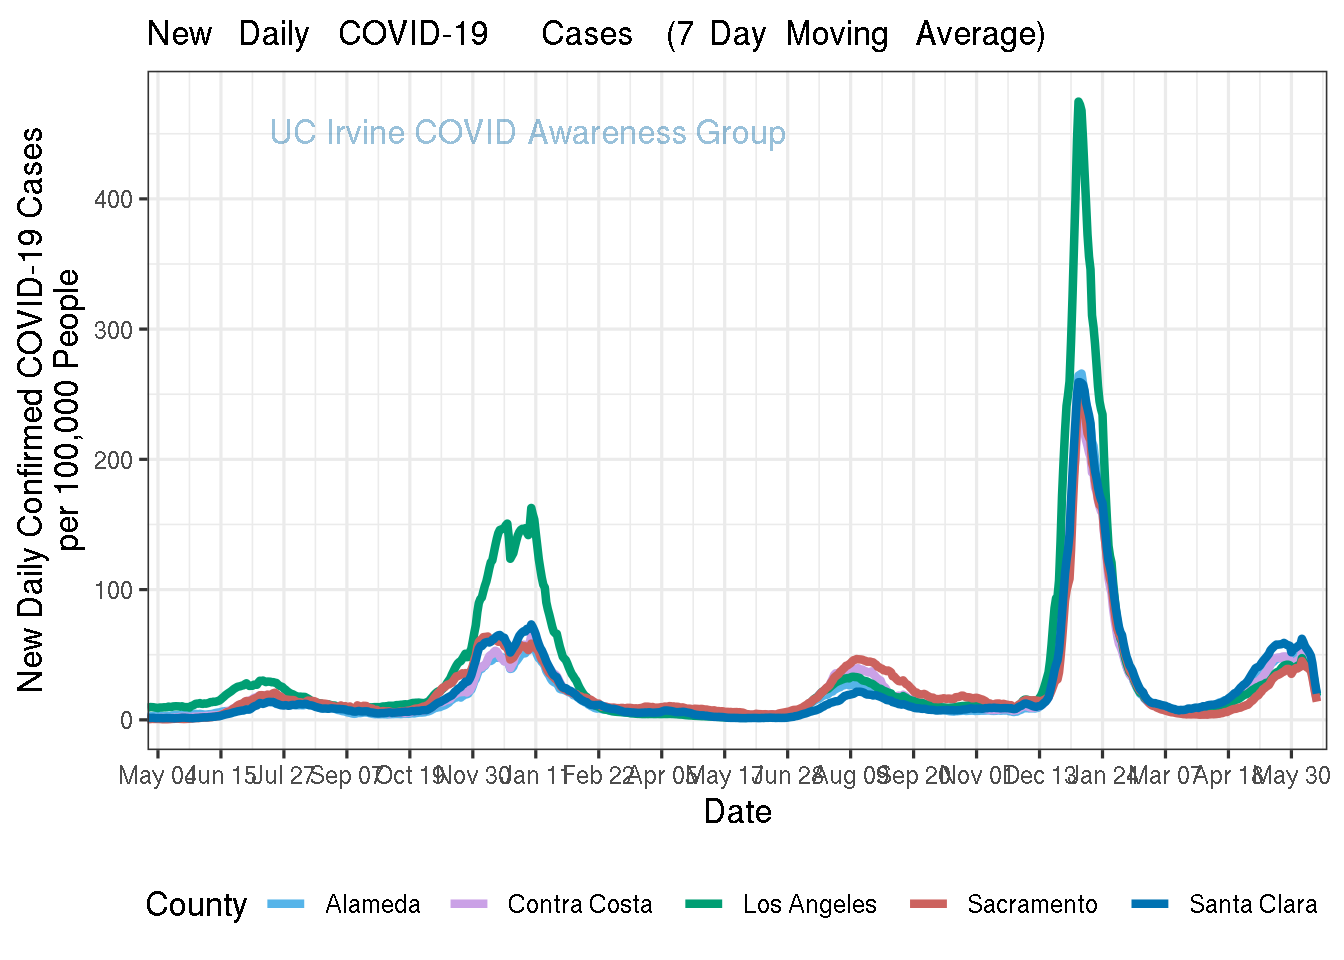 New Daily COVID-19 Cases (7 Day Moving Average)
UC Irvine COVID Awareness Group
New Daily Confirmed COVID-19 Cases
per 100,000 People
400
300
200
100
0
May 04 Jun 15 Jul 27 Sep 07 Oct 19 Nov 30 Jan 11 Feb 22 Apr 05 May 17 Jun 28 Aug 09 Sep 20 Nov 01 Dec 13 Jan 24 Mar 07 Apr 18 May 30
Date
County Alameda Contra Costa Los Angeles Sacramento Santa Clara